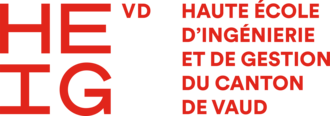 HE VD
IG
HAUTE ÉCOLE
D'INGÉNIERIE
ET DE GESTION
DU CANTON
DE VAUD